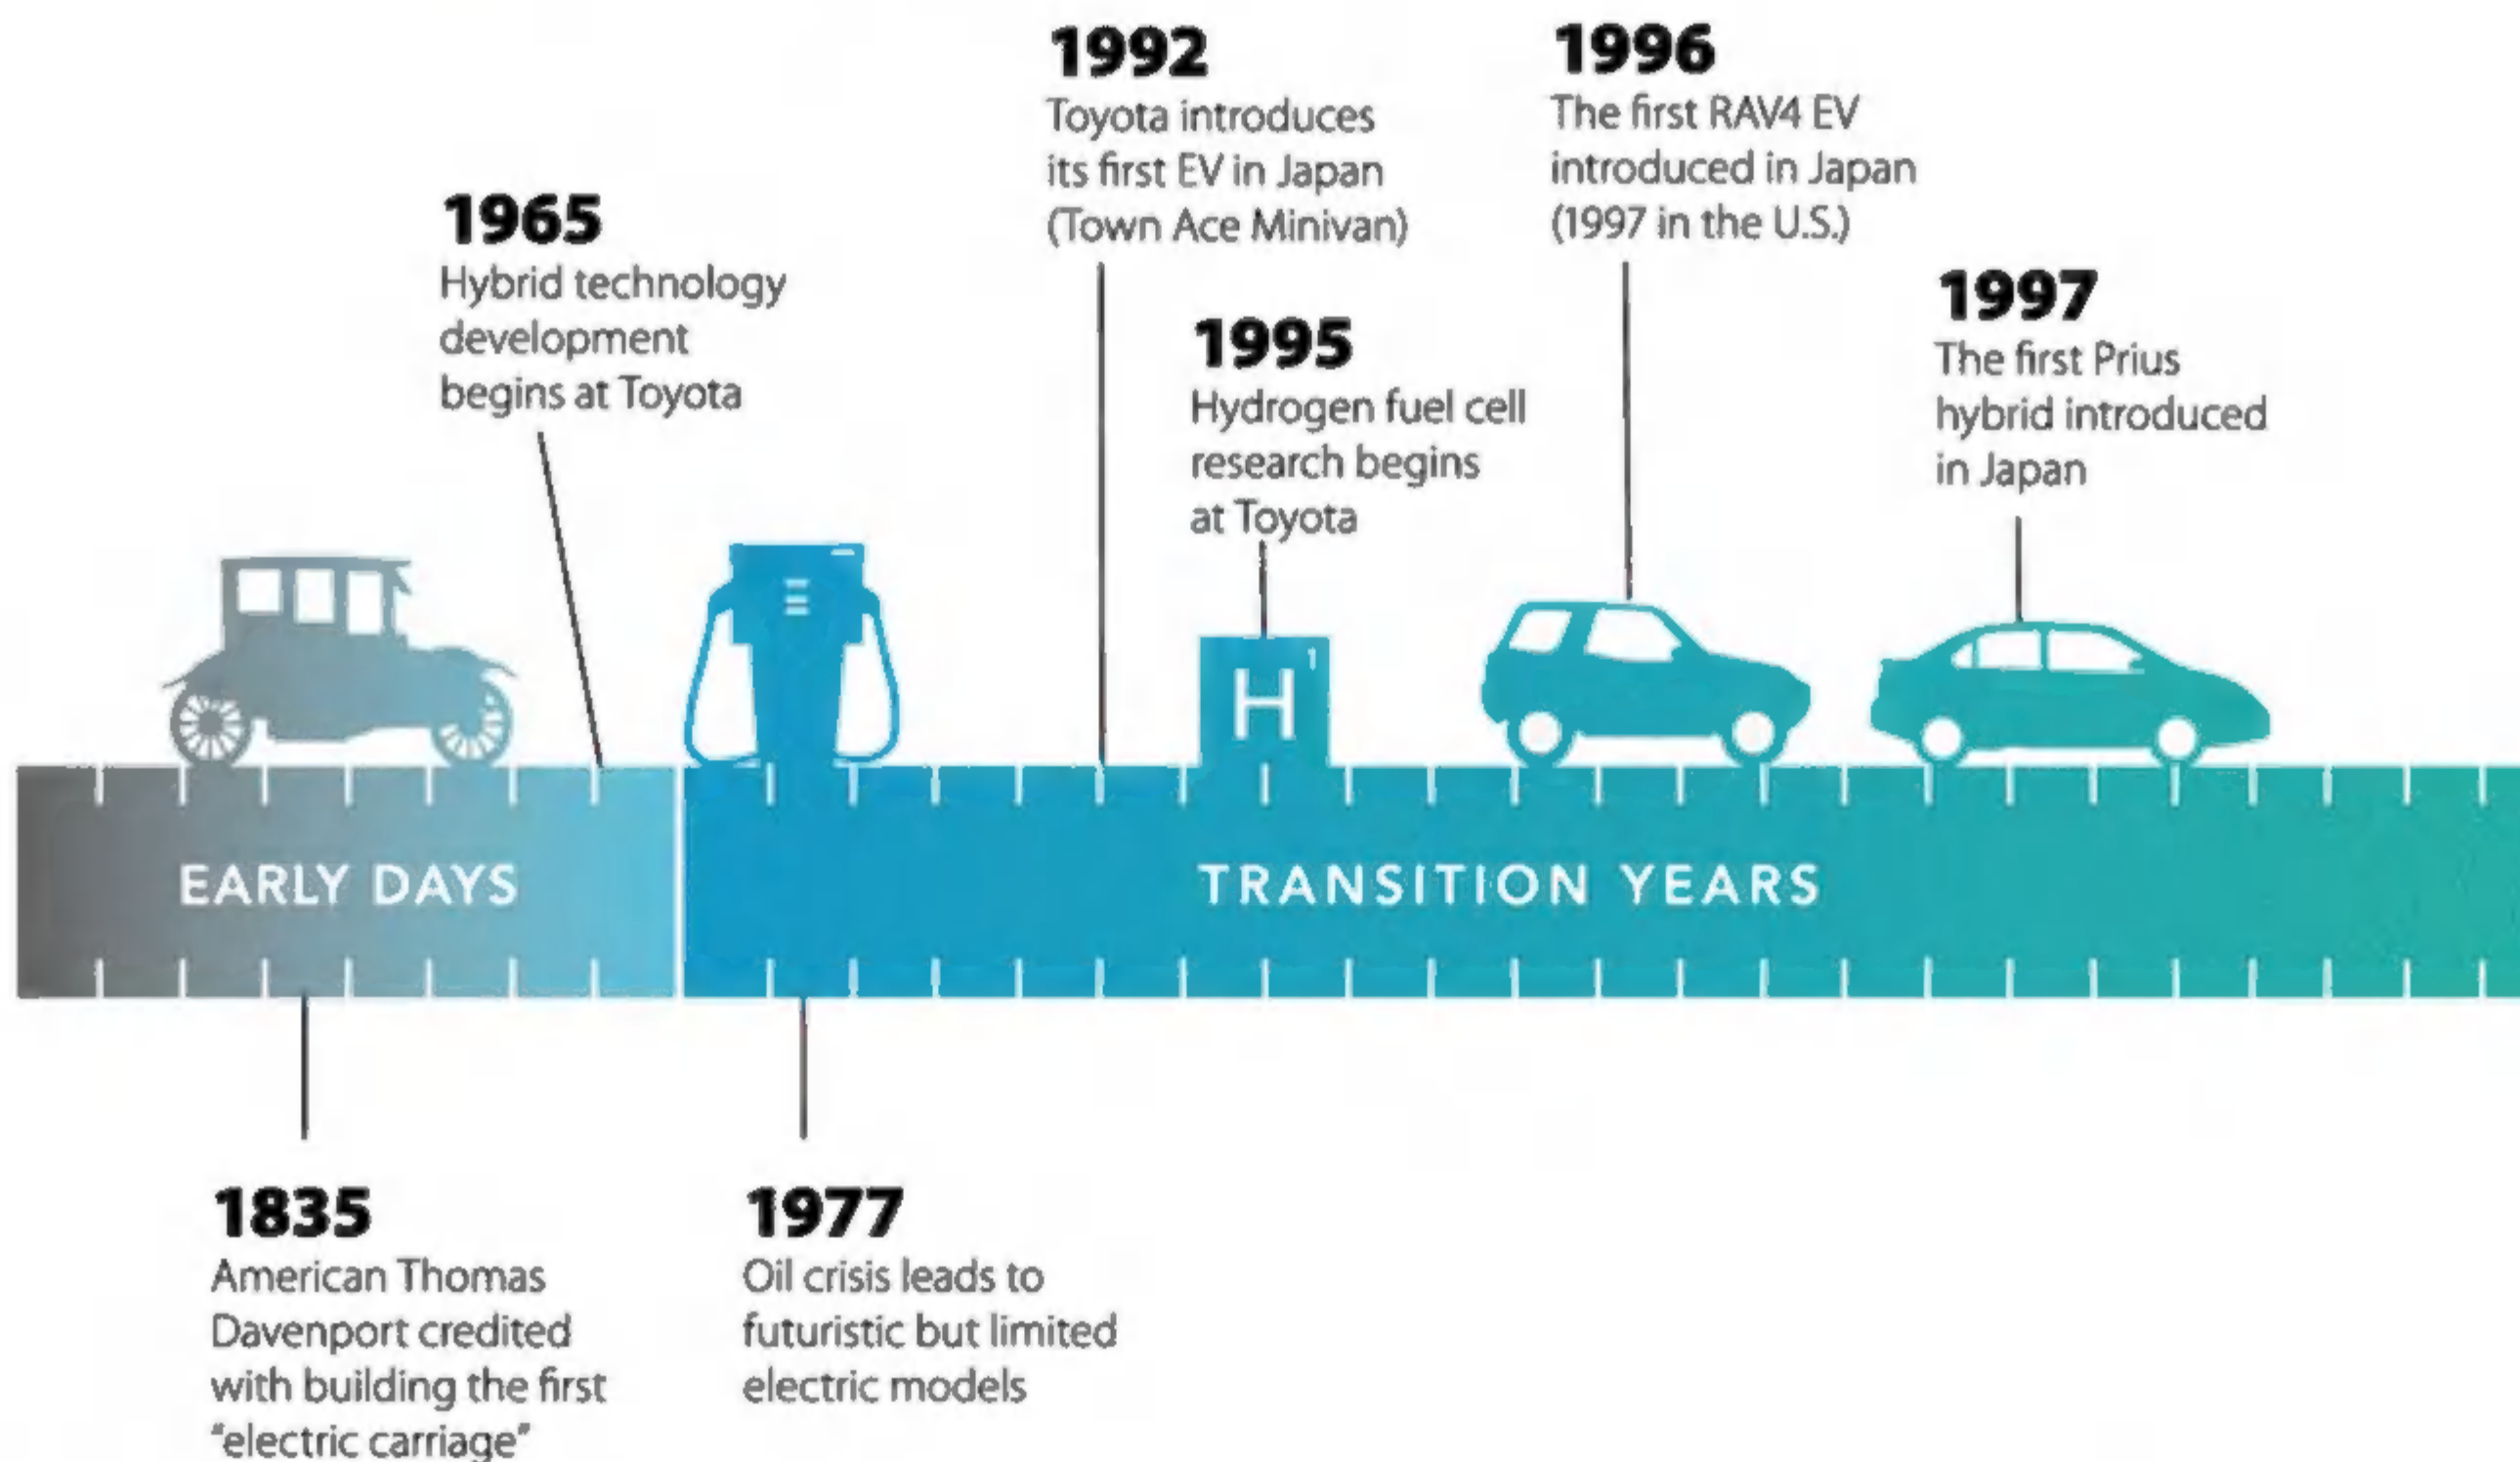 1965
Hybrid technology
development
begins at Toyota
1992
Toyota introduces
its first EV in Japan
(Town Ace Minivan)
1995
Hydrogen fuel cell
research begins
at Toyota
1996
The first RAV4 EV
introduced in Japan
(1997 in the U.S.)
1997
The first Prius
hybrid introduced
in Japan
H 1
EARLY DAYS
TRANSITION YEARS
1835
American Thomas
Davenport credited
with building the first
"electric carriage"
1977
Oil crisis leads to
futuristic but limited
electric models